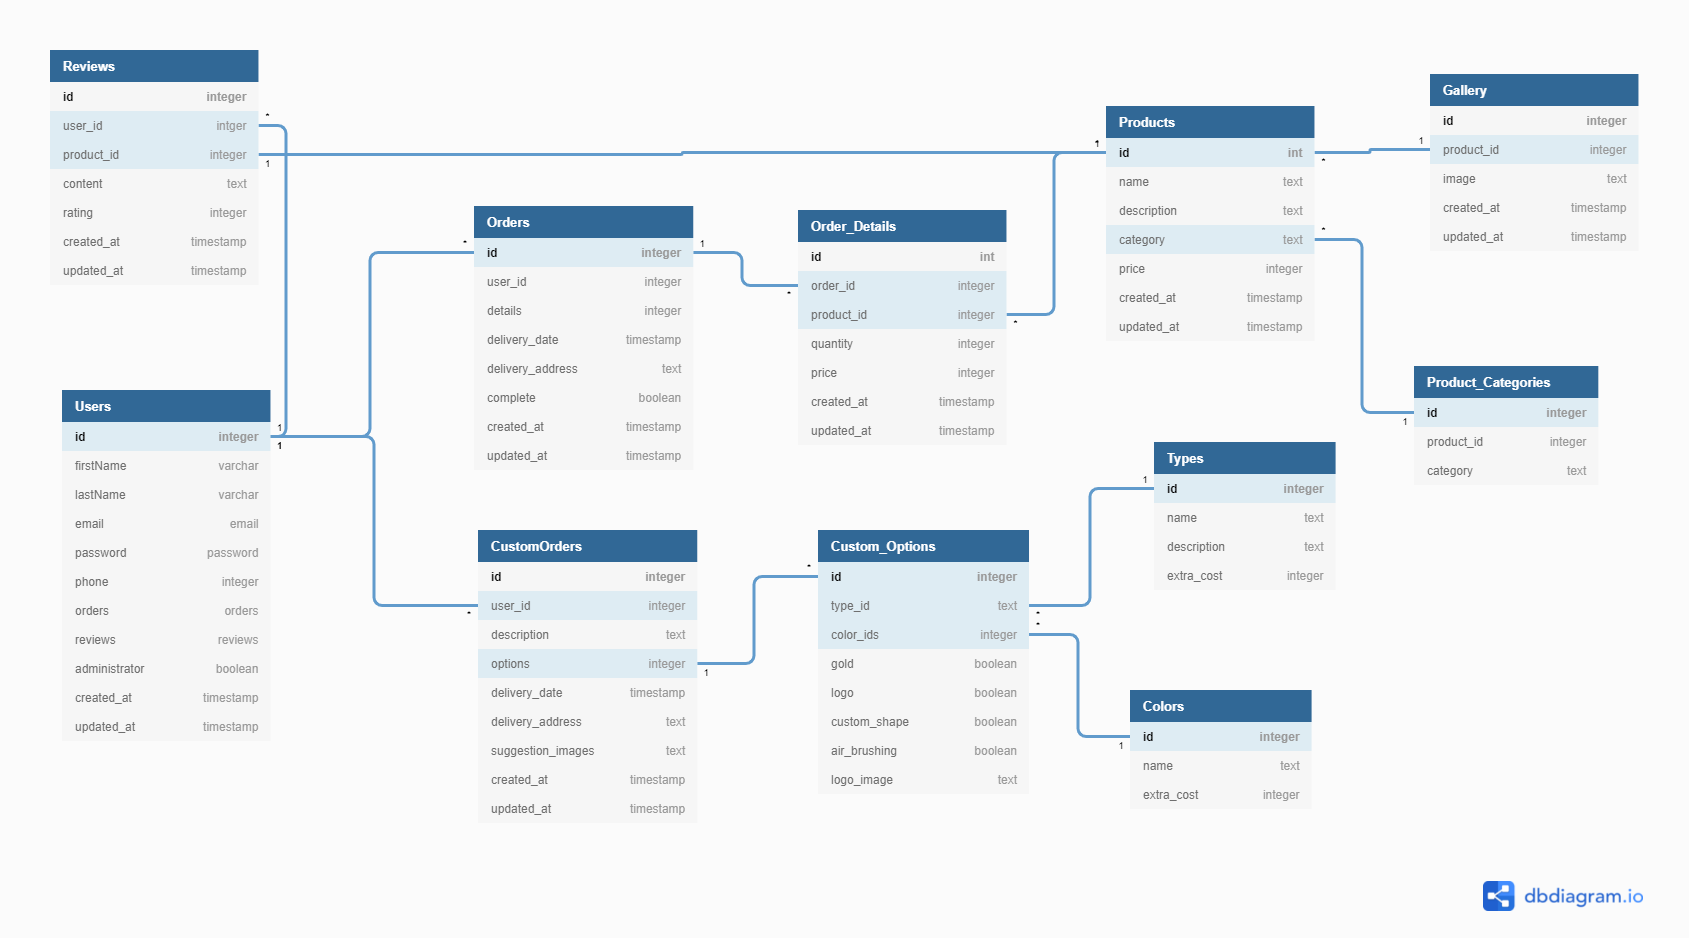 Reviews
id integer
user_id intger
product_id integer
content text
rating integer
created_at timestamp
updated_at timestamp
* 
1
Users
id integer
firstName varchar
lastName varchar
email email
password password
phone integer
orders orders
reviews reviews
administrator boolean
created_at timestamp
updated_at timestamp
1
1
Orders
id integer
user_id integer
details integer
delivery_date timestamp
delivery_address text
complete boolean
created_at timestamp
updated_at timestamp
*
1
CustomOrders
id integer
user_id integer
description text
options integer
delivery_date timestamp
delivery_address text
suggestion_images text
created_at timestamp
updated_at timestamp
*
1
Order_Details
id int
order_id integer
product_id integer
quantity integer
price integer
created_at timestamp
updated_at timestamp
*
*
Custom_Options
id integer
type_id text
color_ids integer
gold boolean
logo boolean
custom_shape boolean
air_brushing boolean
logo_image text
*
*
*
Products
id int
name text
description text
category text
price integer
created_at timestamp
updated_at timestamp
*
*
Types
id integer
name text
description text
extra_cost integer
1
Colors
id integer
name text
extra_cost integer
1
Gallery
id integer
product_id integer
image text
created_at timestamp
updated_at timestamp
1
Product_Categories
id integer
product_id integer
category text
1
dbdiagram.io